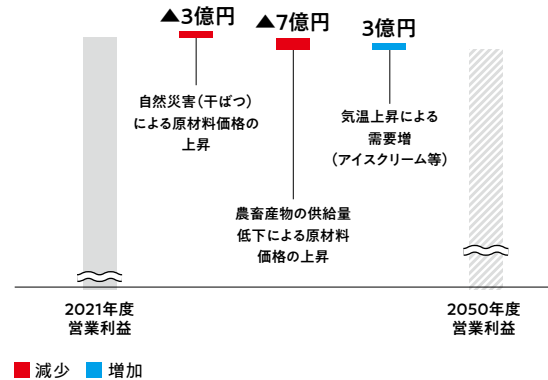 ▲3億円
▲7億円
3億円
自然災害（干ばつ）
による原材料価格の
上昇
農畜産物の供給量
低下による原材料
価格の上昇
気温上昇による
需要増
（アイスクリーム等）
2021年度
営業利益
2050年度
営業利益
減少
増加